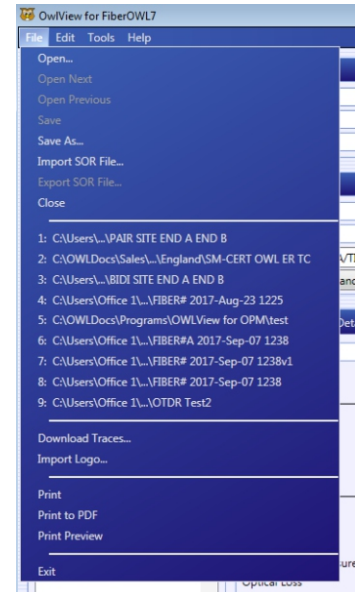 OwlView for FiberOWL7
File Edit Tools Help
Open...
Open Next
Open Previous
Save
Save As...
Import SOR File...
Export SOR File...
Close
1: C:\Users\...\PAIR SITE END A END B
2: C:\OWLDocs\Sales\...\England\SM-CERT OWL ER TC
3: C:\Users\...\BIDI SITE END A END B
4: C:\Users\Office 1\...\FIBER# 2017-Aug-23 1225
5: C:\OWLDocs\Programs\OWLView for OPM\test
6: C:\Users\Office 1\...\FIBER#A 2017-Sep-07 1238
7: C:\Users\Office 1\...\FIBER# 2017-Sep-07 1238v1
8: C:\Users\Office 1\...\FIBER# 2017-Sep-07 1238
9: C:\Users\Office 1\...\OTDR Test2
Download Traces...
Import Logo...
Print
Print to PDF
Print Preview
Exit
Optical Loss